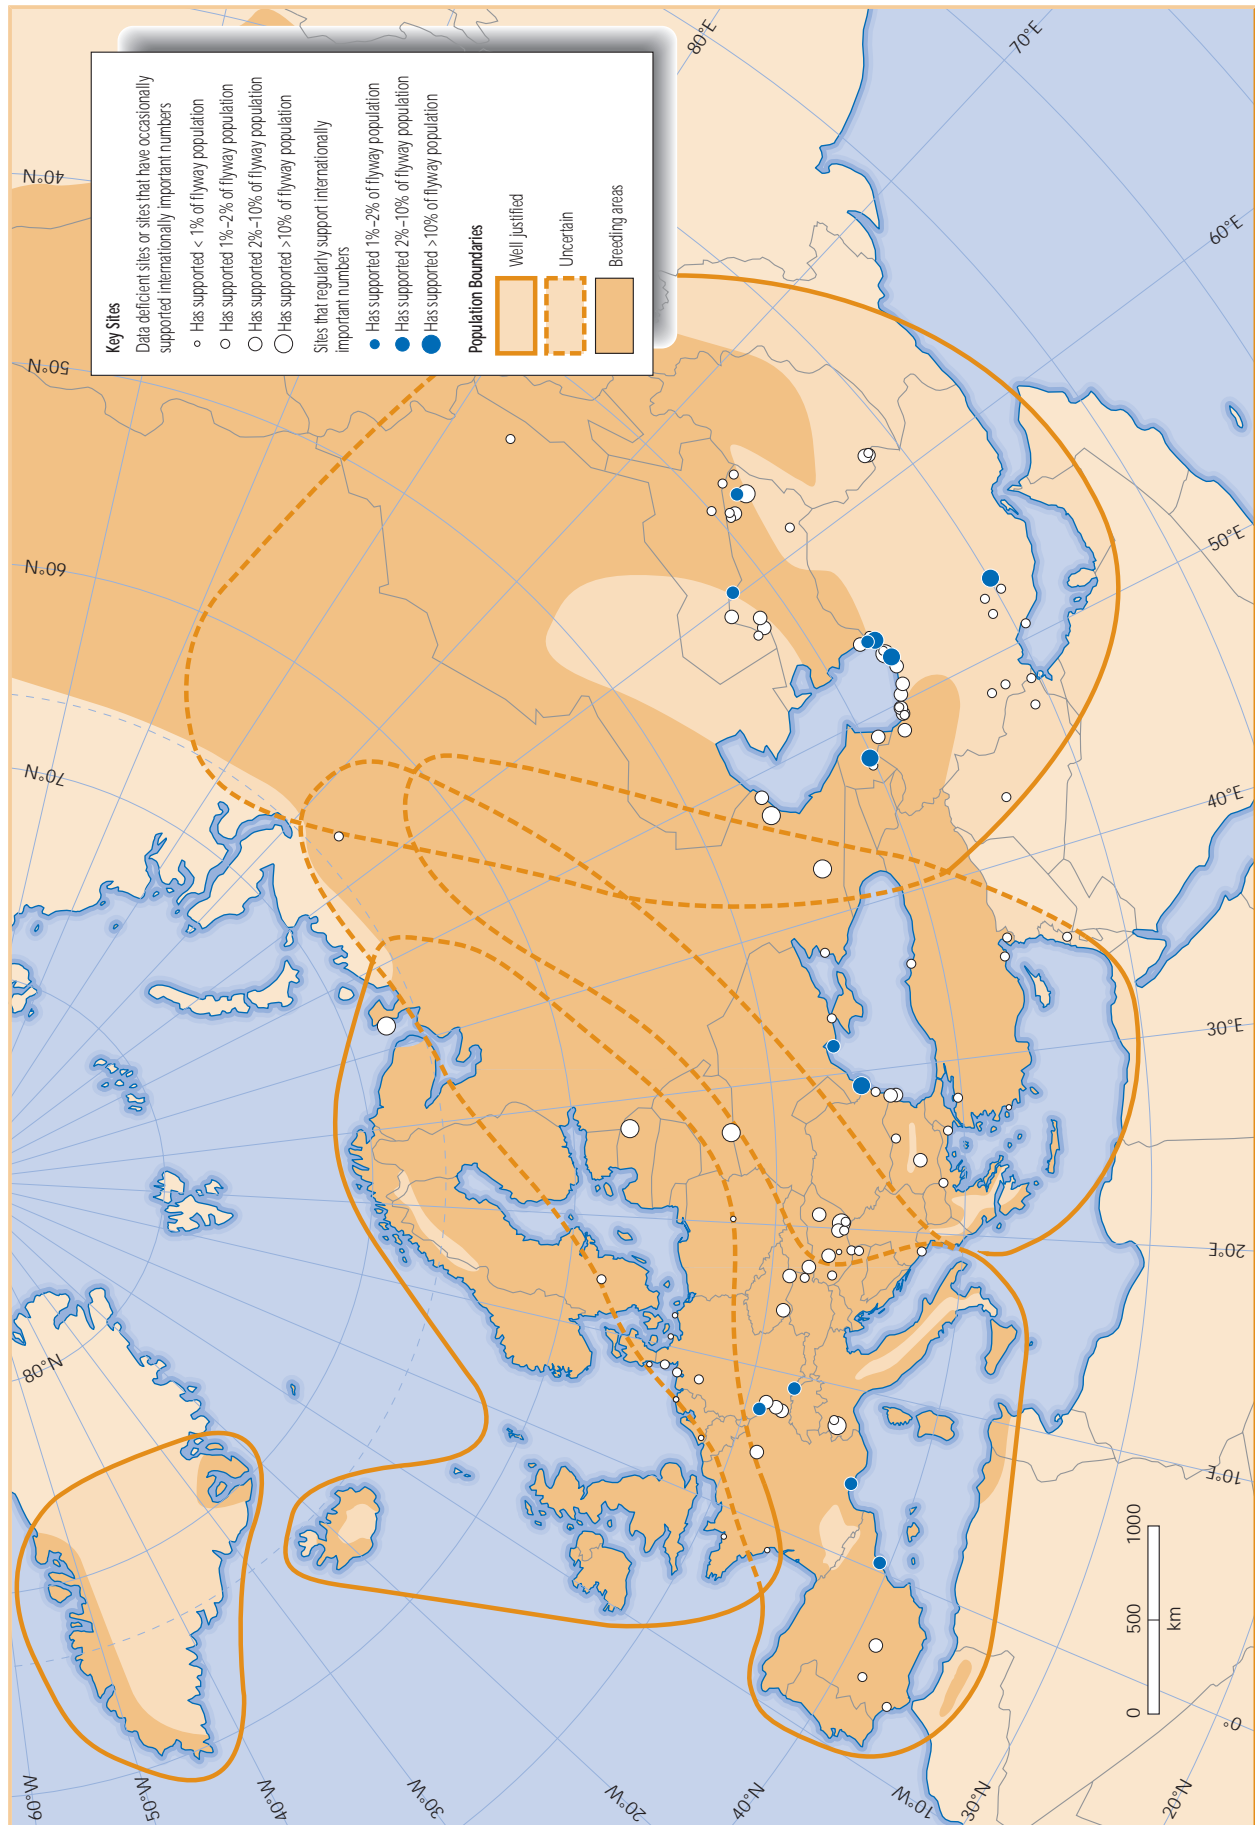 Key Sites
Data deficient sites or sites that have occasionally
supported internationally important numbers
Has supported < 1% of flyway population
Has supported 1%–2% of flyway population
Has supported 2%–10% of flyway population
Has supported >10% of flyway population
Sites that regularly support internationally
important numbers
Has supported 1%–2% of flyway population
Has supported 2%–10% of flyway population
Has supported >10% of flyway population
Population Boundaries
Well justified
Uncertain
Breeding areas
40°N
50°N
60°N
70°N
80°N
60°W
50°W
40°W
30°W
20°W
40°N
10°W
30°N
20°N
0°
10°E
20°E
30°E
40°E
50°E
60°E
70°E
80°E
0 500 1000
km